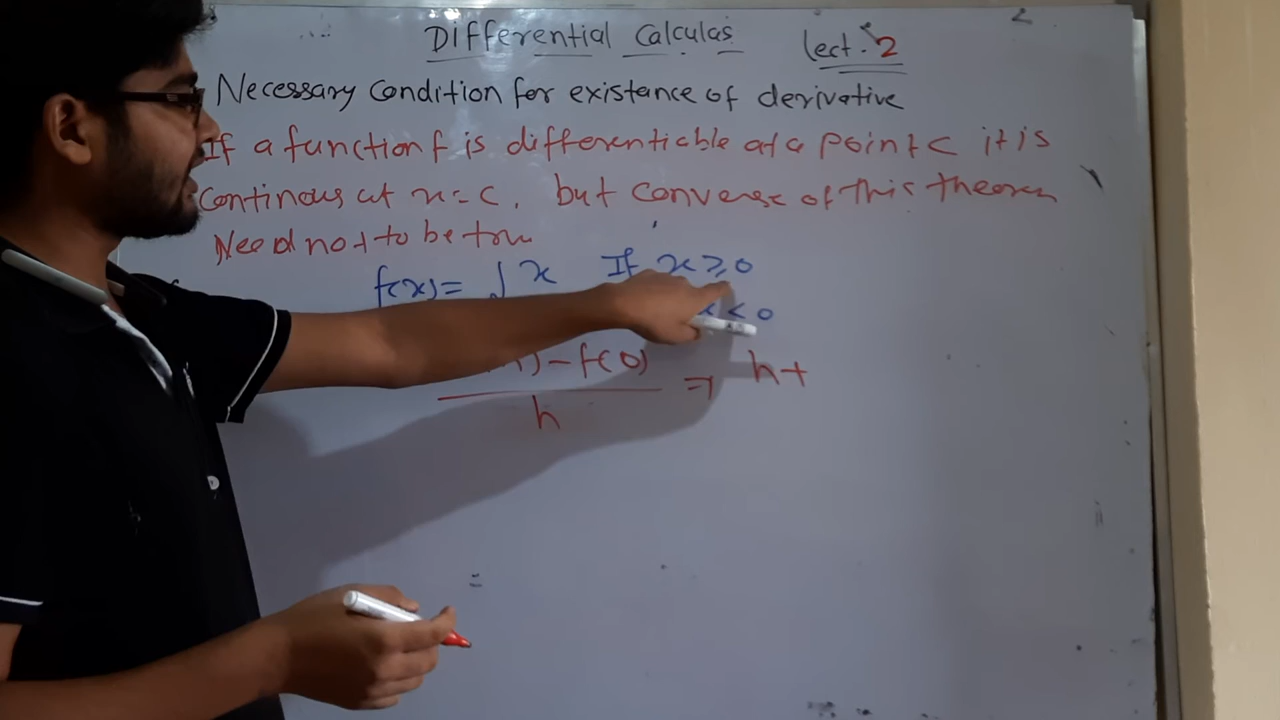 Differential Calculas Lect. 2
Necessary Condition for existance of derivative
If a function f is differenticble at a point c it is
Continous at x = c. but converse of this theorem
Need not to be true
f(x) = { x If x ≥ 0
x < 0
) - f(0) = h+
h